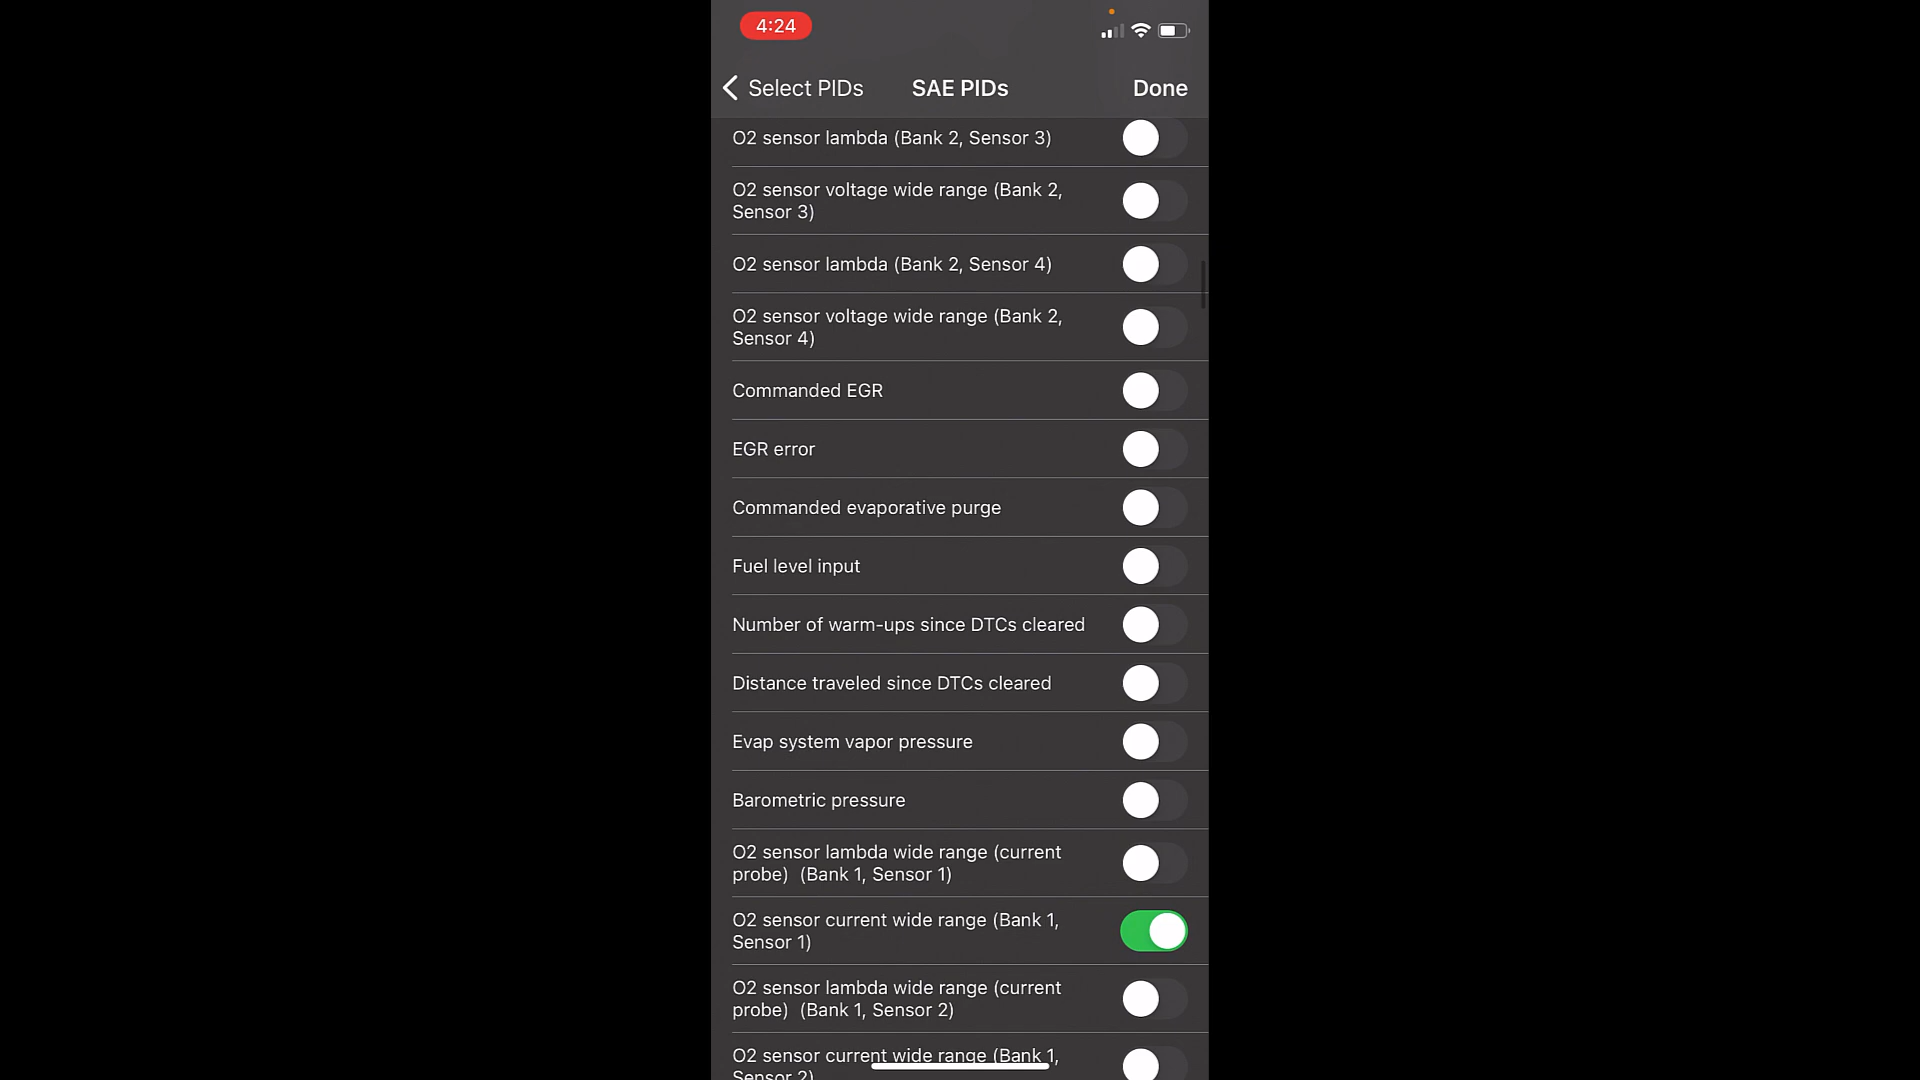 4:24
Select PIDs
SAE PIDs
Done
O2 sensor lambda (Bank 2, Sensor 3)
O2 sensor voltage wide range (Bank 2,
Sensor 3)
O2 sensor lambda (Bank 2, Sensor 4)
O2 sensor voltage wide range (Bank 2,
Sensor 4)
Commanded EGR
EGR error
Commanded evaporative purge
Fuel level input
Number of warm-ups since DTCs cleared
Distance traveled since DTCs cleared
Evap system vapor pressure
Barometric pressure
O2 sensor lambda wide range (current
probe)  (Bank 1, Sensor 1)
O2 sensor current wide range (Bank 1,
Sensor 1)
O2 sensor lambda wide range (current
probe)  (Bank 1, Sensor 2)
O2 sensor current wide range (Bank 1,
Sensor 2)